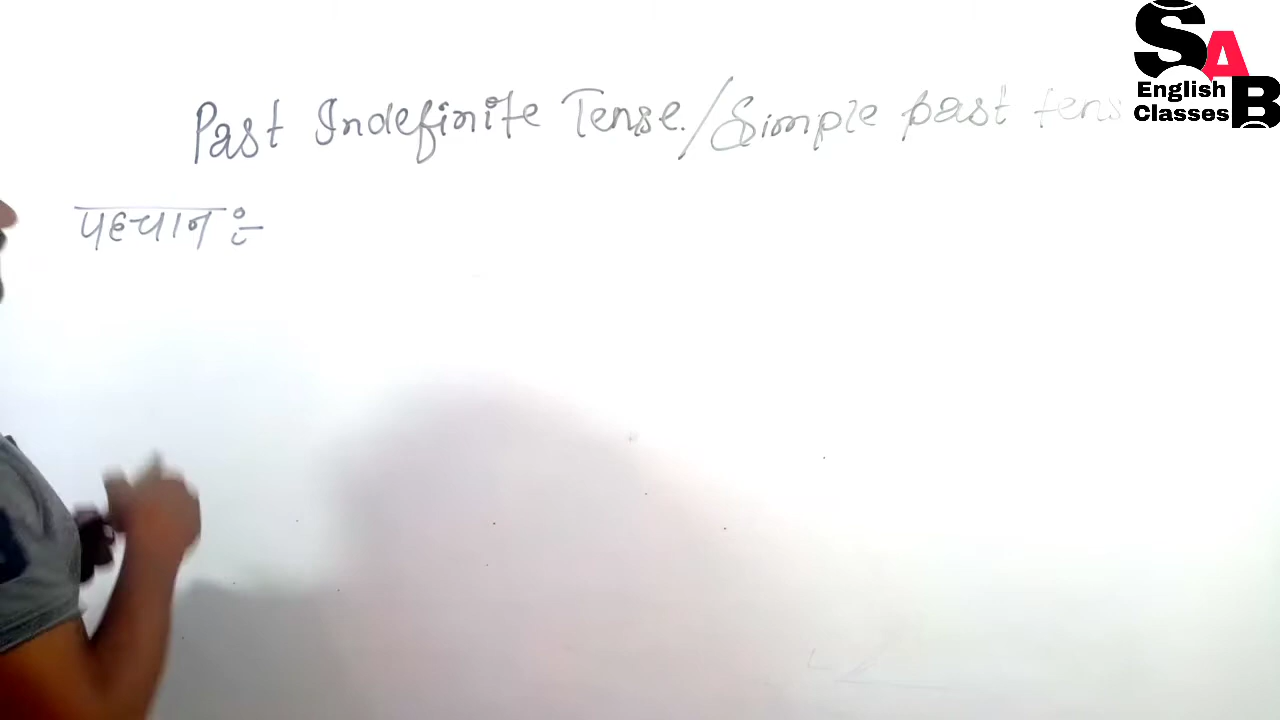 Past Indefinite Tense./Simple past tens
पहचान :-
SAB
English
Classes